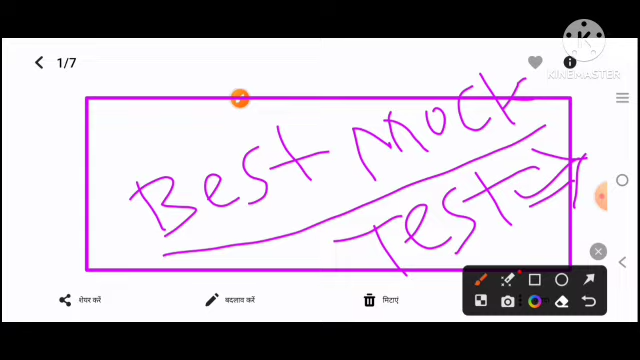 1/7
KINEMASTER
Best Mock
Test
शेयर करें
बदलाव करें
मिटाएं